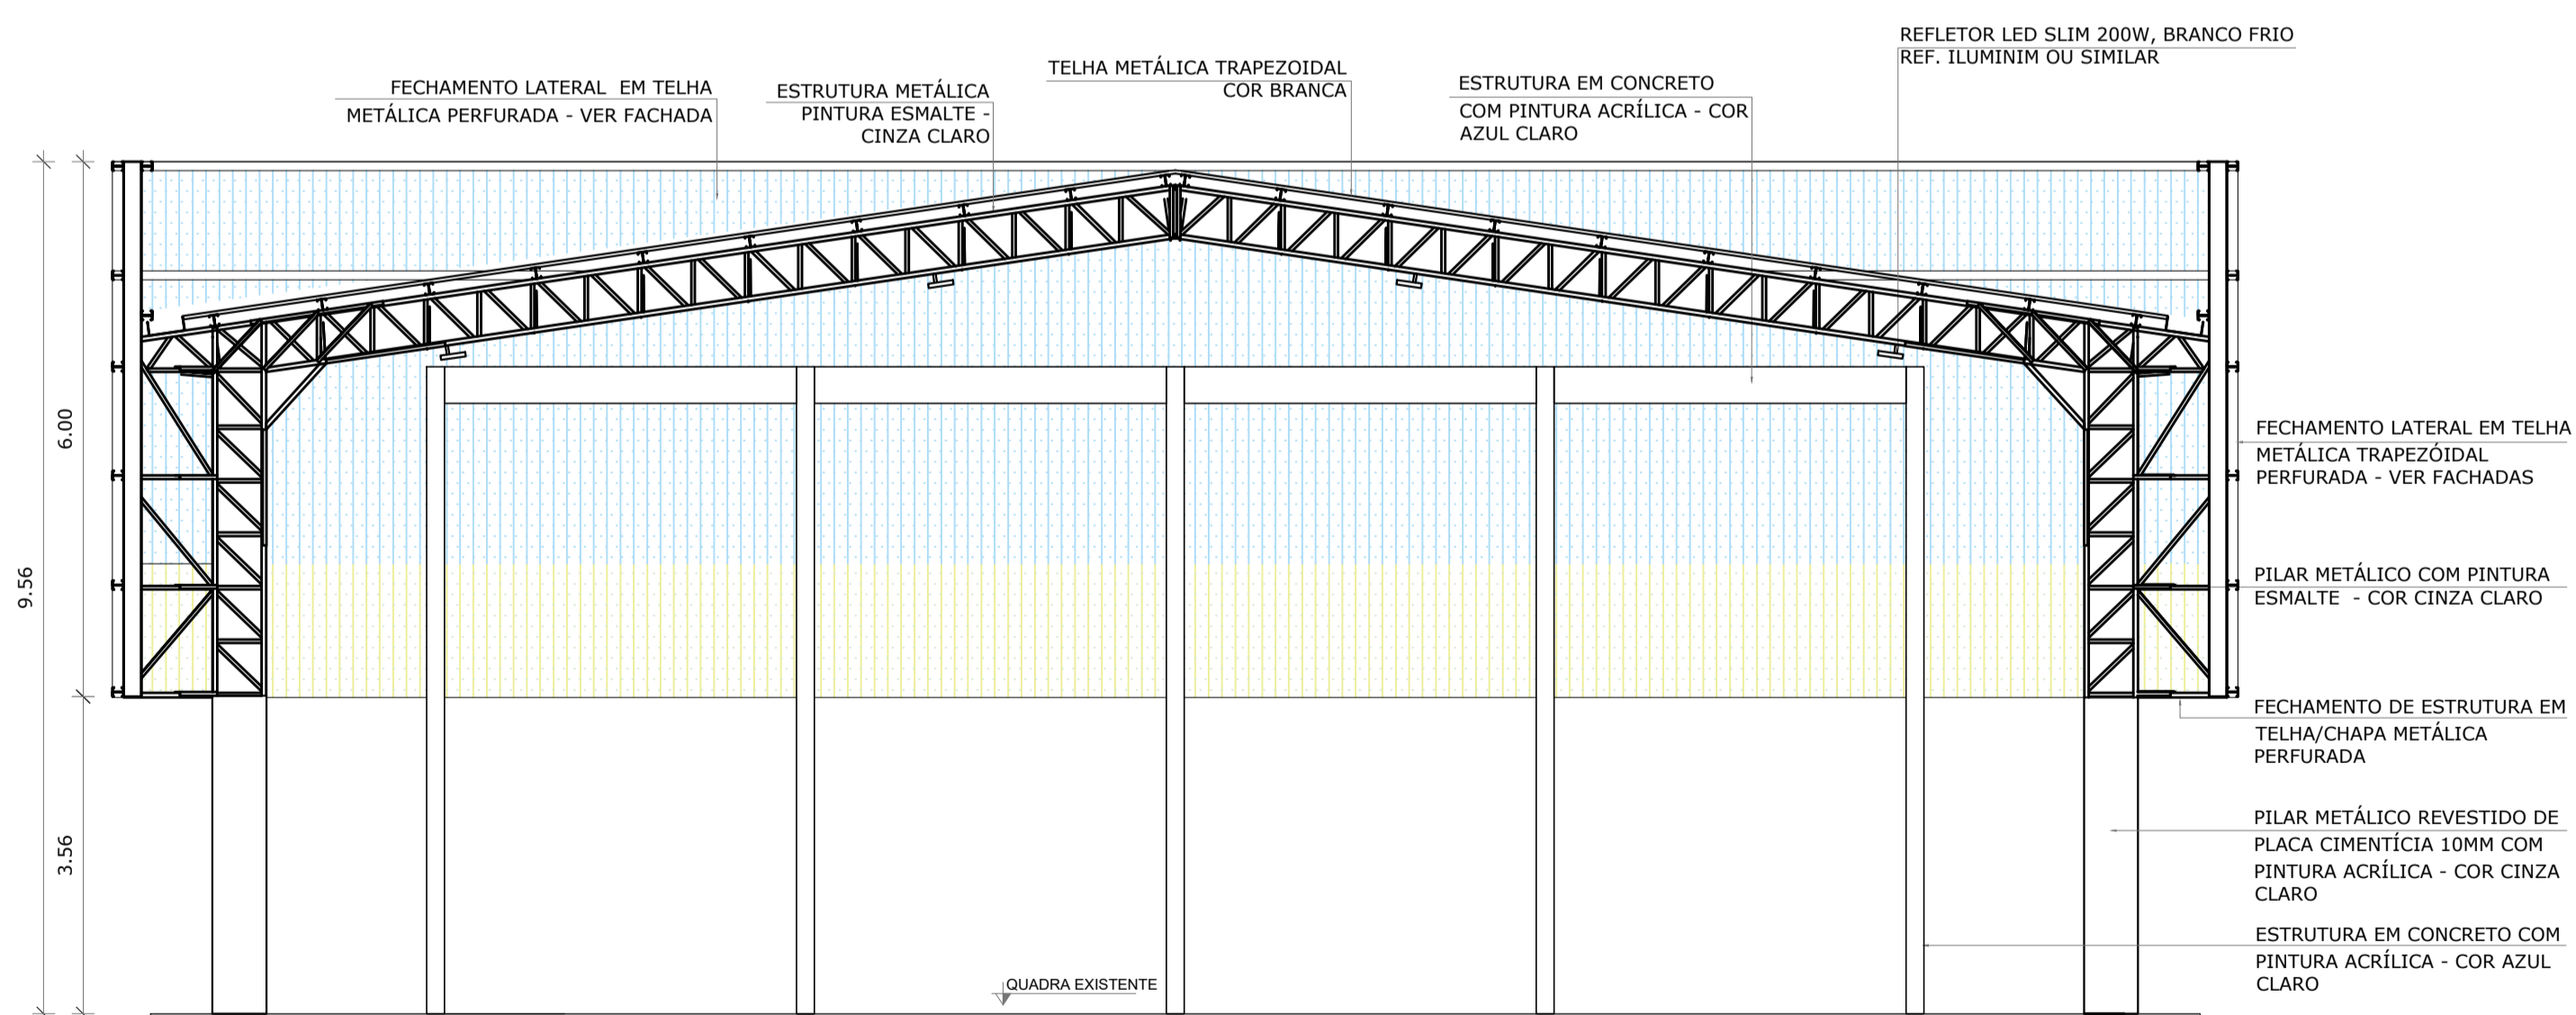 REFLETOR LED SLIM 200W, BRANCO FRIO
REF. ILUMINIM OU SIMILAR
FECHAMENTO LATERAL  EM TELHA
METÁLICA PERFURADA - VER FACHADA
ESTRUTURA METÁLICA
PINTURA ESMALTE -
CINZA CLARO
TELHA METÁLICA TRAPEZOIDAL
COR BRANCA
ESTRUTURA EM CONCRETO
COM PINTURA ACRÍLICA - COR
AZUL CLARO
6.00
9.56
3.56
FECHAMENTO LATERAL EM TELHA
METÁLICA TRAPEZÓIDAL
PERFURADA - VER FACHADAS
PILAR METÁLICO COM PINTURA
ESMALTE  - COR CINZA CLARO
FECHAMENTO DE ESTRUTURA EM
TELHA/CHAPA METÁLICA
PERFURADA
PILAR METÁLICO REVESTIDO DE
PLACA CIMENTÍCIA 10MM COM
PINTURA ACRÍLICA - COR CINZA
CLARO
ESTRUTURA EM CONCRETO COM
PINTURA ACRÍLICA - COR AZUL
CLARO
QUADRA EXISTENTE